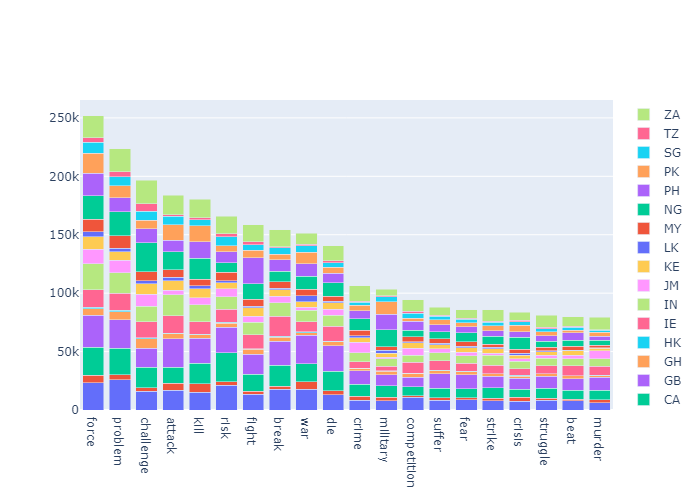 250k
200k
150k
100k
50k
0
force
problem
challenge
attack
kill
risk
fight
break
war
die
crime
military
competition
suffer
fear
strike
crisis
struggle
beat
murder
ZA
TZ
SG
PK
PH
NG
MY
LK
KE
JM
IN
IE
HK
GH
GB
CA